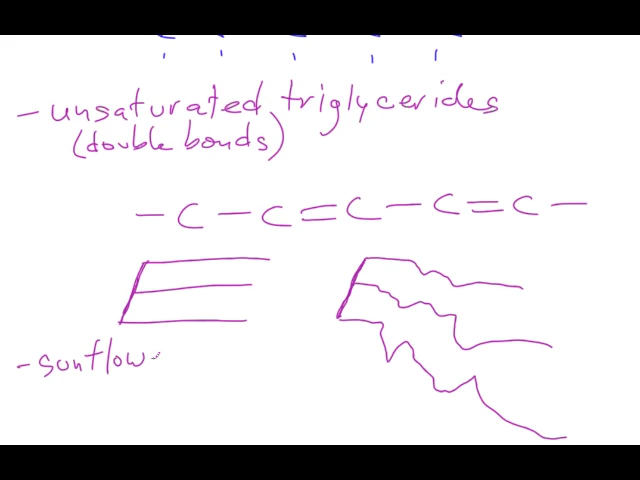 - unsaturated triglycerides
(double bonds)
- C - C = C - C = C -
- sunflow